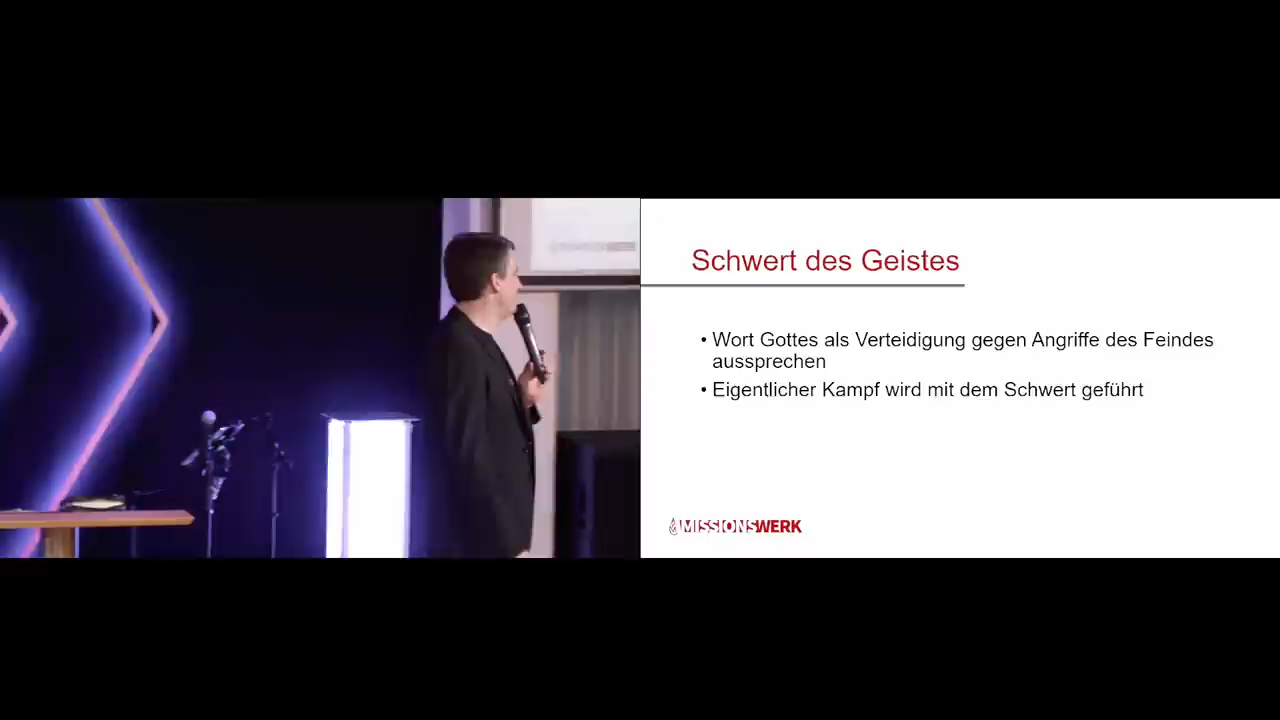 Schwert des Geistes
• Wort Gottes als Verteidigung gegen Angriffe des Feindes
aussprechen
• Eigentlicher Kampf wird mit dem Schwert geführt
MISSIONSWERK